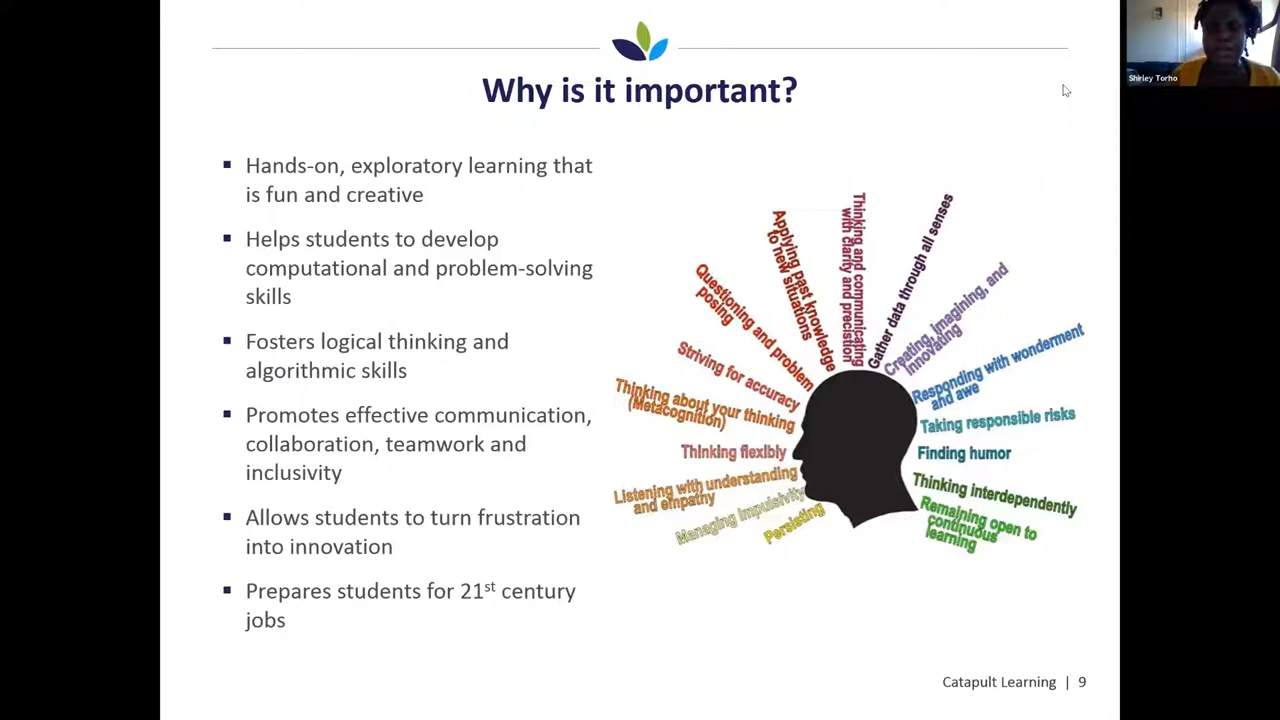 Why is it important?
Shirley Torho
▪ Hands-on, exploratory learning that
is fun and creative
▪ Helps students to develop
computational and problem-solving
skills
▪ Fosters logical thinking and
algorithmic skills
▪ Promotes effective communication,
collaboration, teamwork and
inclusivity
▪ Allows students to turn frustration
into innovation
▪ Prepares students for 21st century
jobs
Persisting
Managing impulsivity
Listening with understanding
and empathy
Thinking flexibly
Thinking about your thinking
(Metacognition)
Striving for accuracy
Questioning and problem
posing
Applying past knowledge
to new situations
Thinking and communicating
with clarity and precistion
Gather data through all senses
Creating, imagining, and
innovating
Responding with wonderment
and awe
Taking responsible risks
Finding humor
Thinking interdependently
Remaining open to
continuous
learning
Catapult Learning | 9